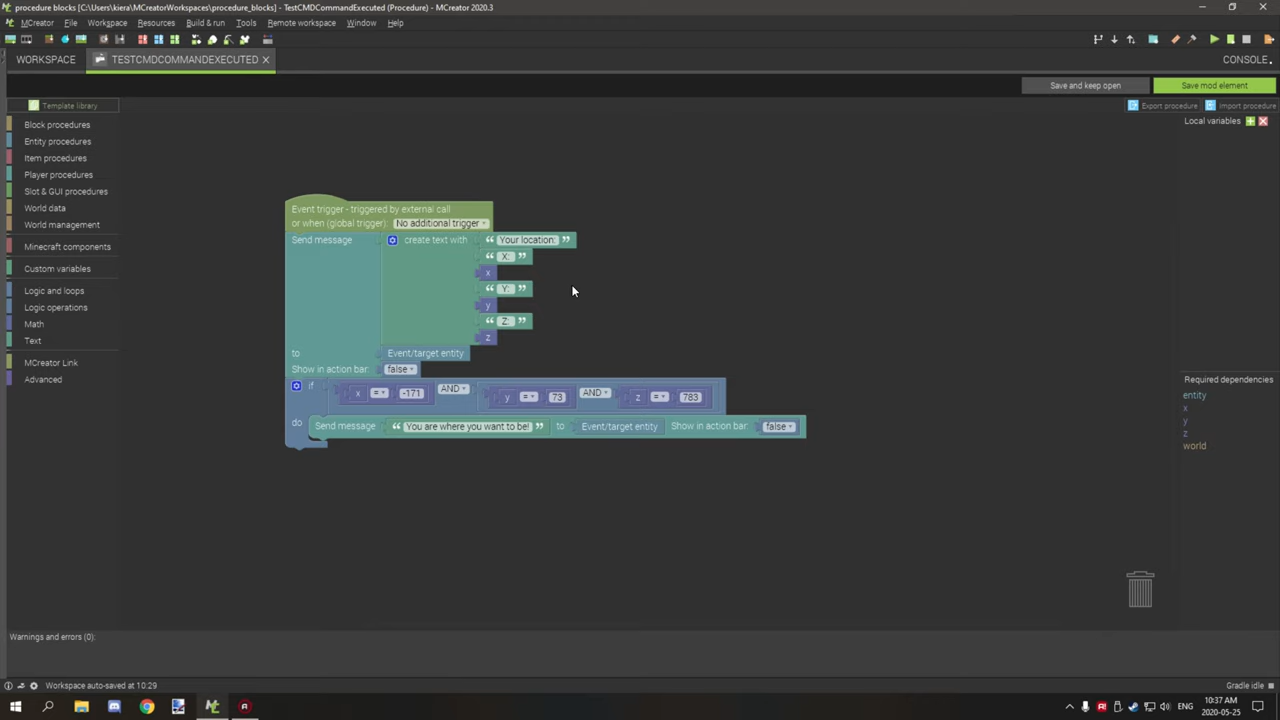 procedure blocks [C:\Users\kiera\MCreatorWorkspaces\procedure_blocks] - TestCMDCommandExecuted (Procedure) - MCreator 2020.3
MCreator File Workspace Resources Build & run Tools Remote workspace Window Help
WORKSPACE TESTCMDCOMMANDEXECUTED CONSOLE
Save and keep open Save mod element
Template library Export procedure Import procedure
Local variables
Block procedures
Entity procedures
Item procedures
Player procedures
Slot & GUI procedures
World data
World management
Minecraft components
Custom variables
Logic and loops
Logic operations
Math
Text
MCreator Link
Advanced
Event trigger - triggered by external call
or when (global trigger): No additional trigger
Send message create text with “ Your location: ”
“ X: ”
x
“ Y: ”
y
“ Z: ”
z
to Event/target entity
Show in action bar: false
if x = -171 AND y = 73 AND z = 783
do Send message “ You are where you want to be! ” to Event/target entity Show in action bar: false
Required dependencies
entity
x
y
z
world
Warnings and errors (0):
Workspace auto-saved at 10:29 Gradle idle
ENG 10:37 AM
2020-05-25